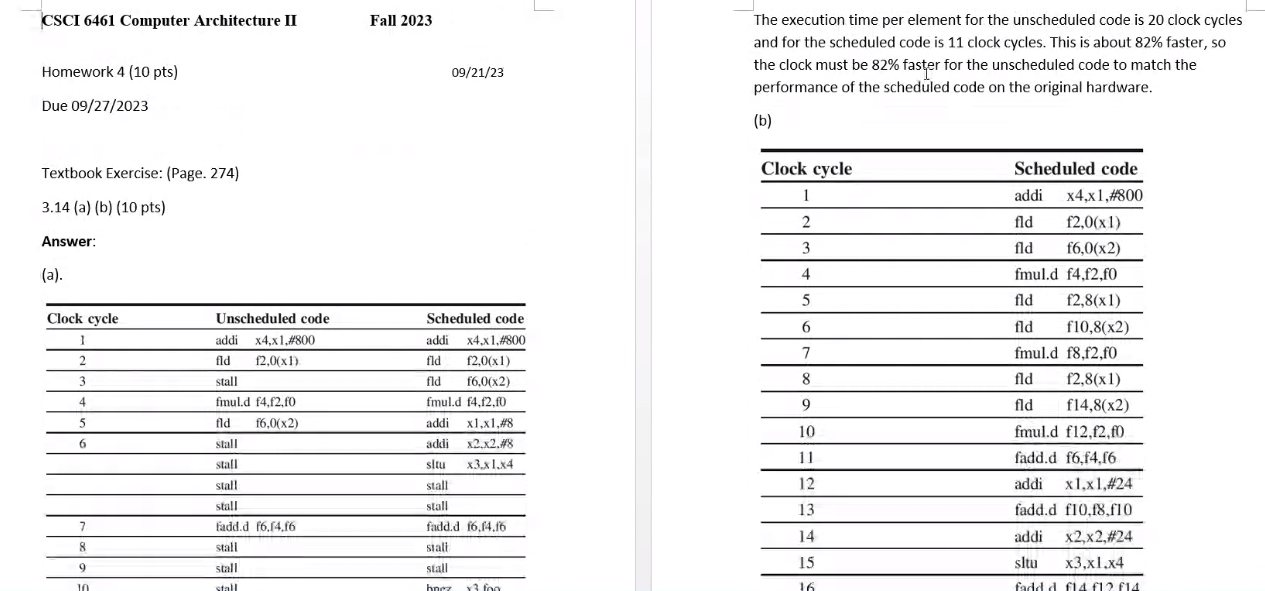 CSCI 6461 Computer Architecture II Fall 2023
Homework 4 (10 pts) 09/21/23
Due 09/27/2023
Textbook Exercise: (Page. 274)
3.14 (a) (b) (10 pts)
Answer:
(a).
Clock cycle Unscheduled code Scheduled code
1 addi x4,x1,#800 addi x4,x1,#800
2 fld f2,0(x1) fld f2,0(x1)
3 stall fld f6,0(x2)
4 fmul.d f4,f2,f0 fmul.d f4,f2,f0
5 fld f6,0(x2) addi x1,x1,#8
6 stall addi x2,x2,#8
stall sltu x3,x1,x4
stall stall
stall stall
7 fadd.d f6,f4,f6 fadd.d f6,f4,f6
8 stall stall
9 stall stall
10 stall bnez x3,foo
The execution time per element for the unscheduled code is 20 clock cycles
and for the scheduled code is 11 clock cycles. This is about 82% faster, so
the clock must be 82% faster for the unscheduled code to match the
performance of the scheduled code on the original hardware.
(b)
Clock cycle Scheduled code
1 addi x4,x1,#800
2 fld f2,0(x1)
3 fld f6,0(x2)
4 fmul.d f4,f2,f0
5 fld f2,8(x1)
6 fld f10,8(x2)
7 fmul.d f8,f2,f0
8 fld f2,8(x1)
9 fld f14,8(x2)
10 fmul.d f12,f2,f0
11 fadd.d f6,f4,f6
12 addi x1,x1,#24
13 fadd.d f10,f8,f10
14 addi x2,x2,#24
15 sltu x3,x1,x4
16 fadd.d f14,f12,f14